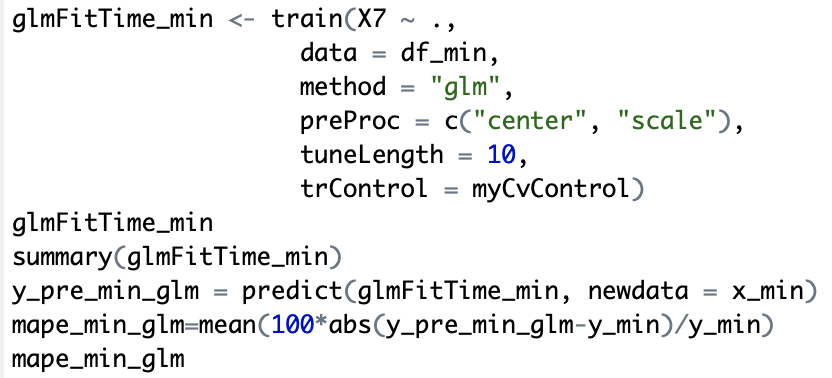 glmFitTime_min <- train(X7 ~ .,
data = df_min,
method = "glm",
preProc = c("center", "scale"),
tuneLength = 10,
trControl = myCvControl)
glmFitTime_min
summary(glmFitTime_min)
y_pre_min_glm = predict(glmFitTime_min, newdata = x_min)
mape_min_glm=mean(100*abs(y_pre_min_glm-y_min)/y_min)
mape_min_glm